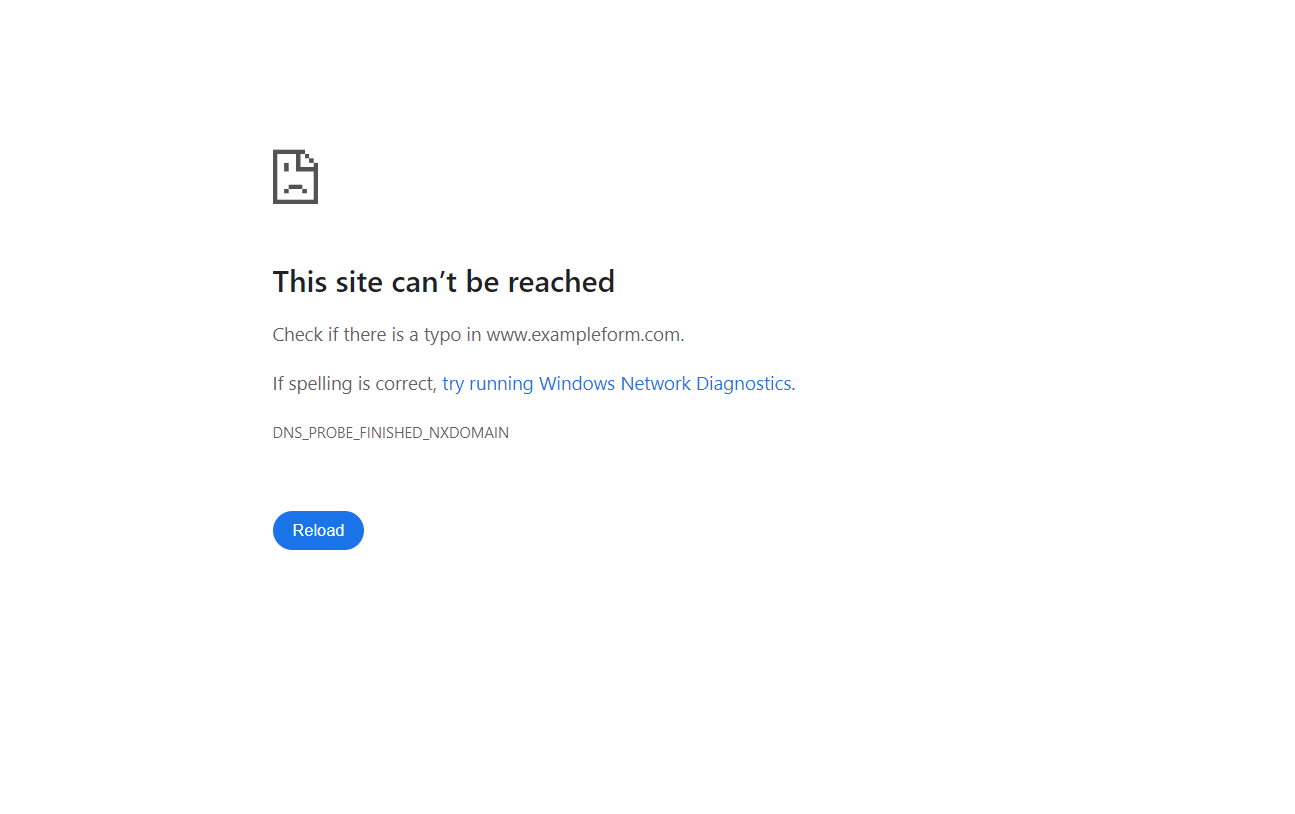 This site can’t be reached
Check if there is a typo in www.exampleform.com.
If spelling is correct, try running Windows Network Diagnostics.
DNS_PROBE_FINISHED_NXDOMAIN
Reload